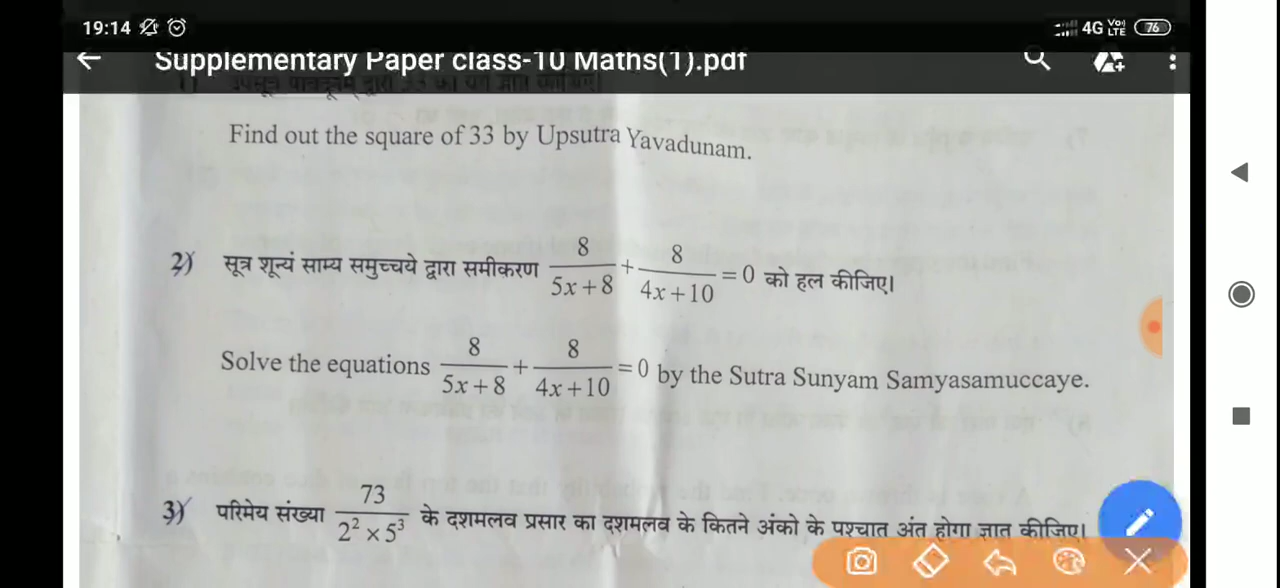 19:14 4G Vo) LTE 76
Supplementary Paper class-10 Maths(1).pdf
Find out the square of 33 by Upsutra Yavadunam.
2) सूत्र शून्यं साम्य समुच्चये द्वारा समीकरण 8/(5x+8) + 8/(4x+10) = 0 को हल कीजिए।
Solve the equations 8/(5x+8) + 8/(4x+10) = 0 by the Sutra Sunyam Samyasamuccaye.
3) परिमेय संख्या 73/(2² × 5³) के दशमलव प्रसार का दशमलव के कितने अंको के पश्चात अंत होगा ज्ञात कीजिए।